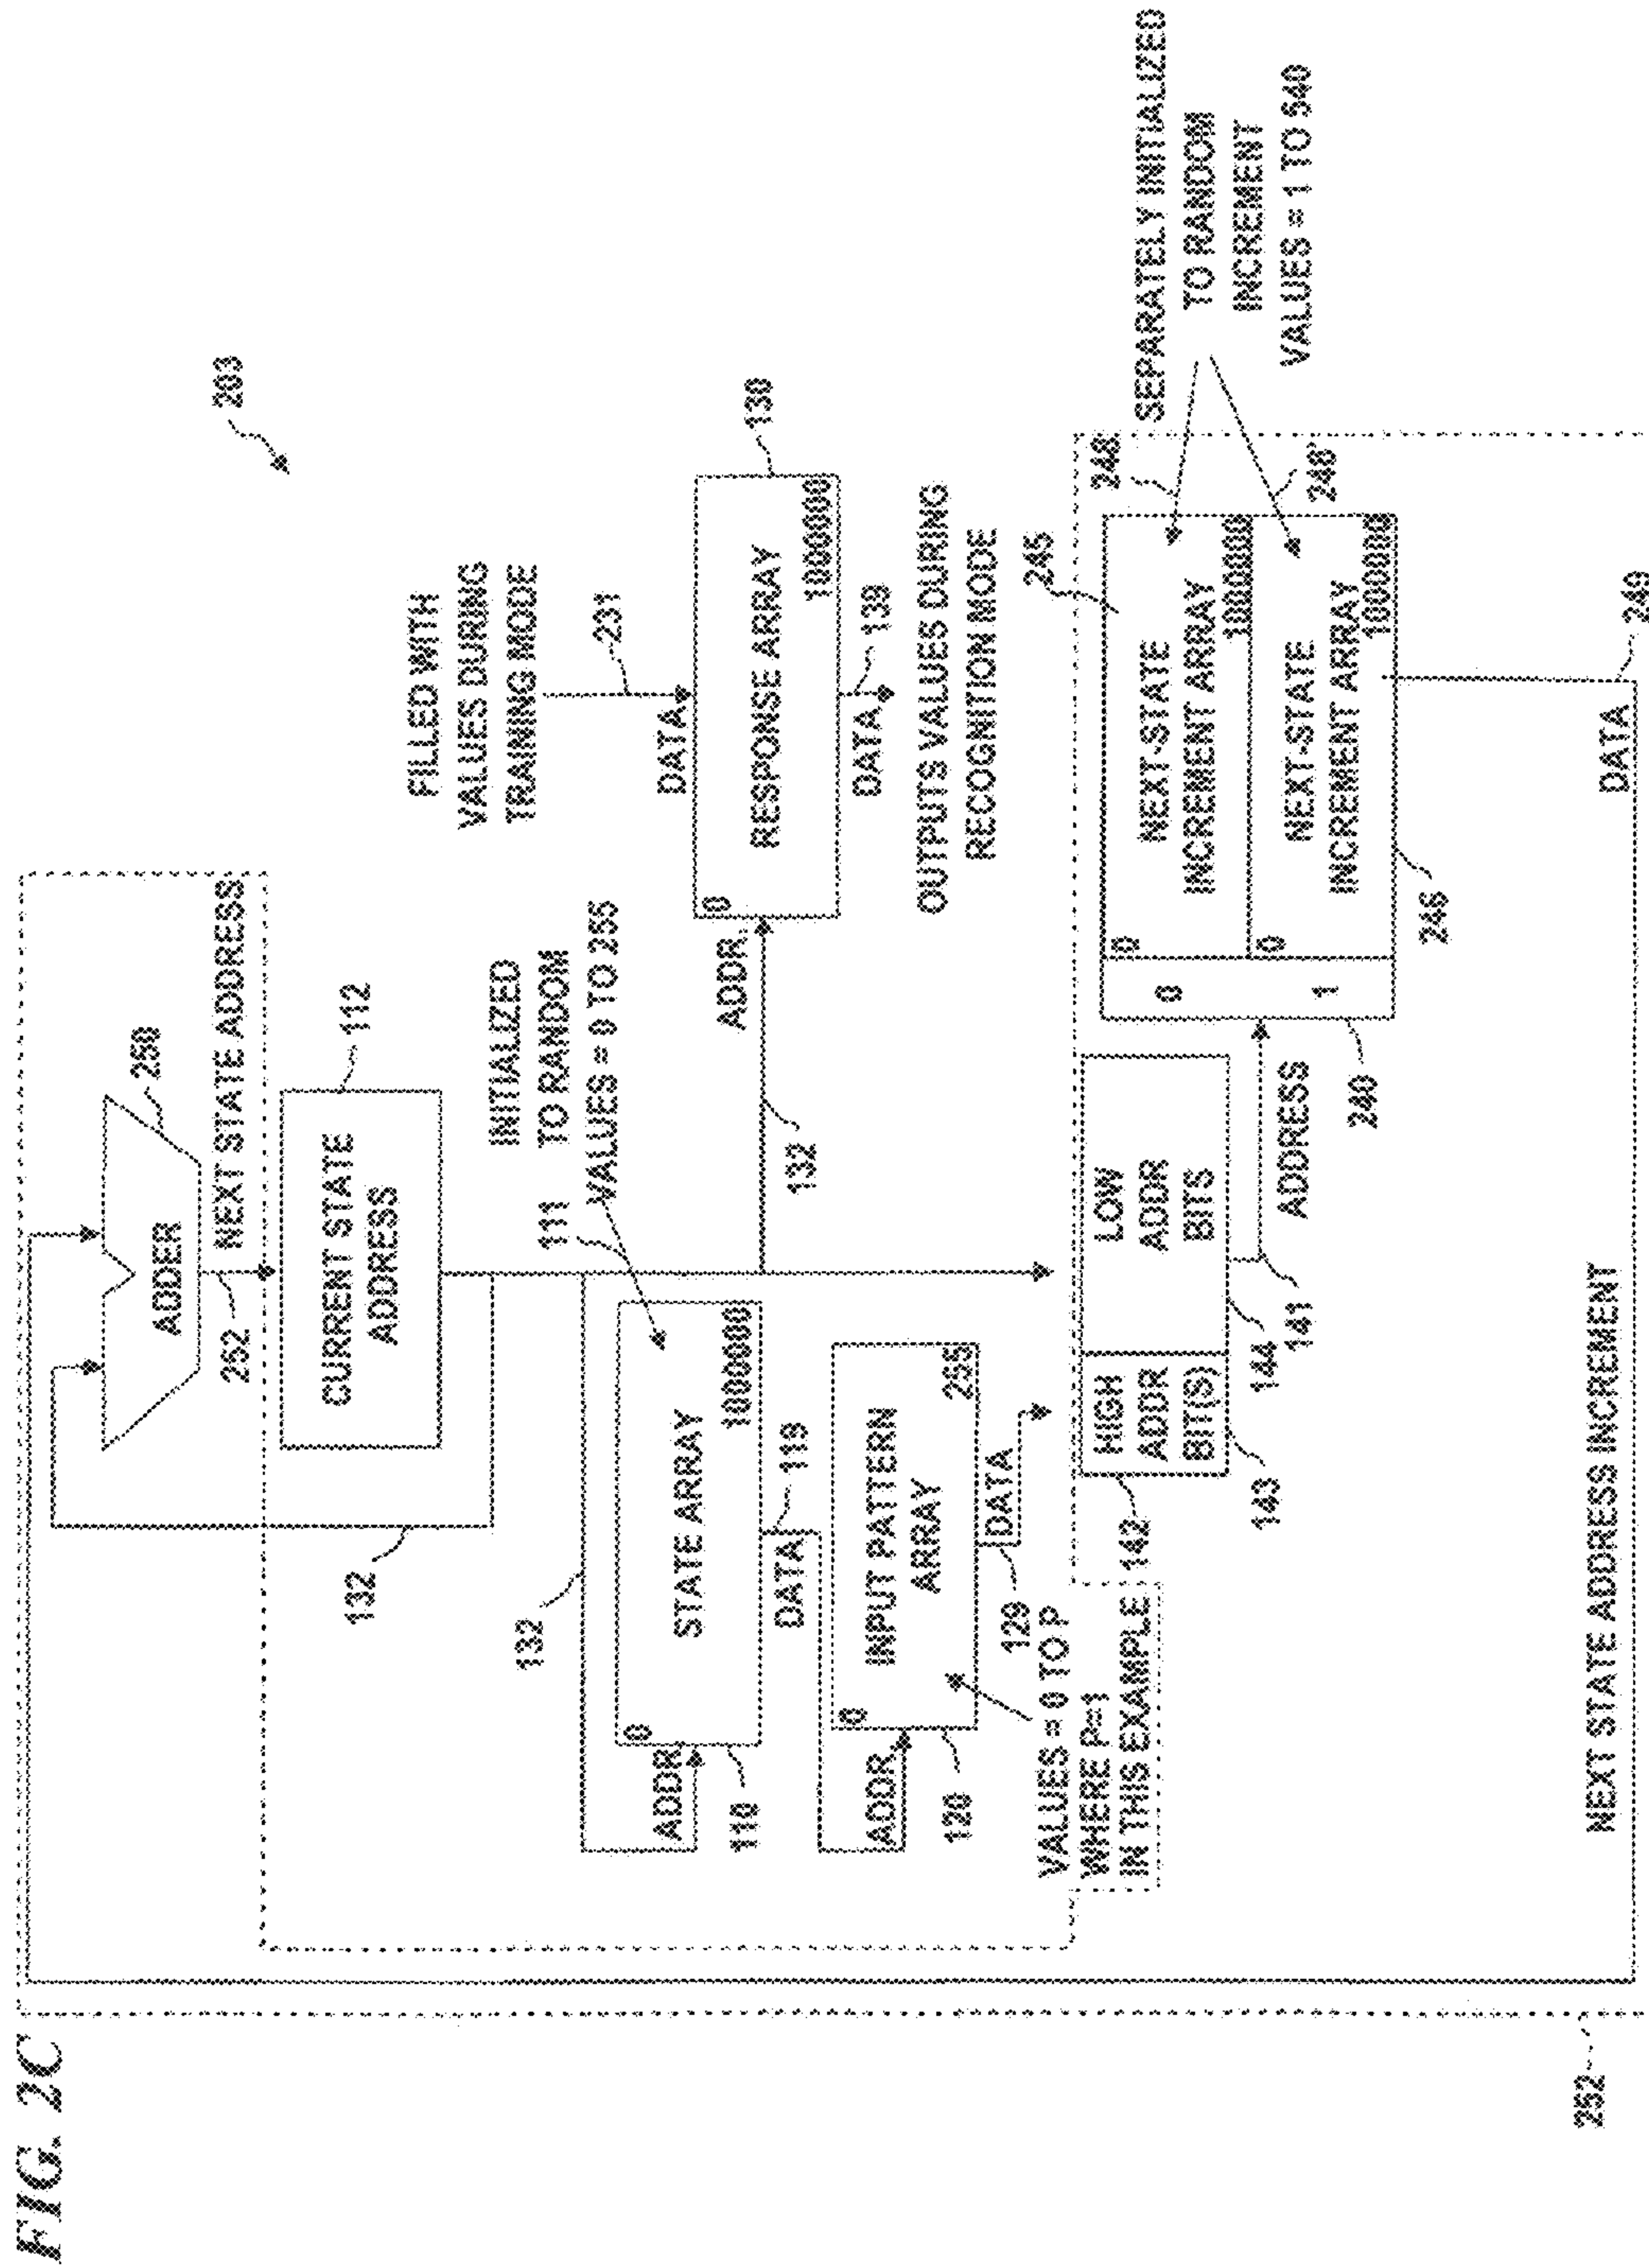 FIG. 2C
203
ADDER
250
252
NEXT STATE ADDRESS
CURRENT STATE
ADDRESS
112
132
132
INITIALIZED
TO RANDOM
VALUES = 0 TO 255
111
FILLED WITH
VALUES DURING
TRAINING MODE
231
DATA
ADDR
0
STATE ARRAY
1000000
110
DATA
119
ADDR
0
RESPONSE ARRAY
1000000
130
132
DATA
139
OUTPUTS VALUES DURING
RECOGNITION MODE
ADDR
0
INPUT PATTERN
ARRAY
255
120
129
DATA
VALUES = 0 TO P
WHERE P=1
IN THIS EXAMPLE
142
HIGH
ADDR
BIT(S)
LOW
ADDR
BITS
143
144
141
ADDRESS
240
0
1
0
NEXT-STATE
INCREMENT ARRAY
1000000
0
NEXT-STATE
INCREMENT ARRAY
1000000
245
246
248
248'
SEPARATELY INITIALIZED
TO RANDOM
INCREMENT
VALUES = 1 TO 540
NEXT STATE ADDRESS INCREMENT
DATA
249
252